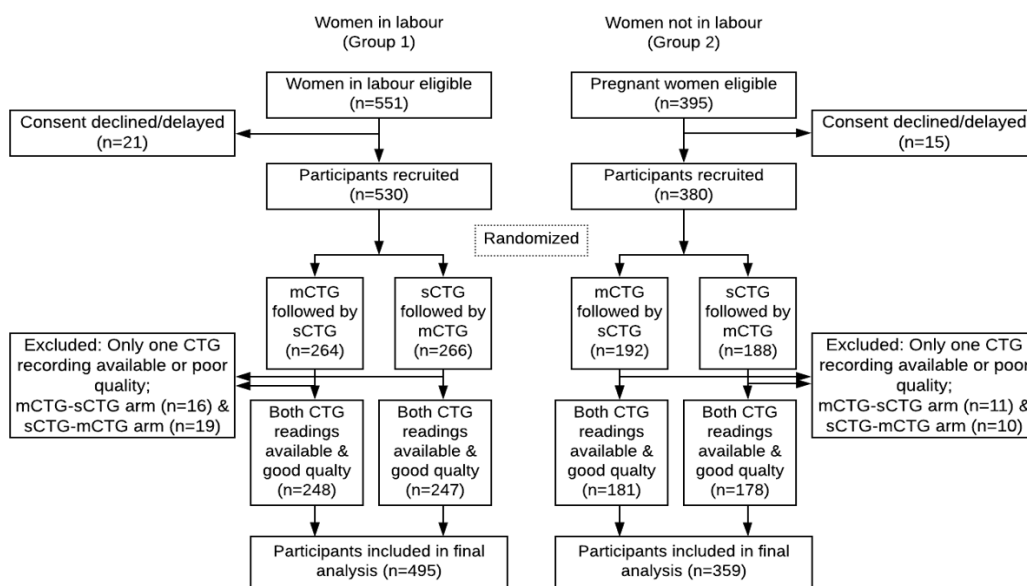 Women in labour
(Group 1)
Women not in labour
(Group 2)
Women in labour eligible
(n=551)
Pregnant women eligible
(n=395)
Consent declined/delayed
(n=21)
Consent declined/delayed
(n=15)
Participants recruited
(n=530)
Participants recruited
(n=380)
Randomized
mCTG
followed by
sCTG
(n=264)
sCTG
followed by
mCTG
(n=266)
mCTG
followed by
sCTG
(n=192)
sCTG
followed by
mCTG
(n=188)
Excluded: Only one CTG
recording available or poor
quality;
mCTG-sCTG arm (n=16) &
sCTG-mCTG arm (n=19)
Excluded: Only one CTG
recording available or poor
quality;
mCTG-sCTG arm (n=11) &
sCTG-mCTG arm (n=10)
Both CTG
readings
available &
good qualty
(n=248)
Both CTG
readings
available &
good qualty
(n=247)
Both CTG
readings
available &
good qualty
(n=181)
Both CTG
readings
available &
good qualty
(n=178)
Participants included in final
analysis (n=495)
Participants included in final
analysis (n=359)